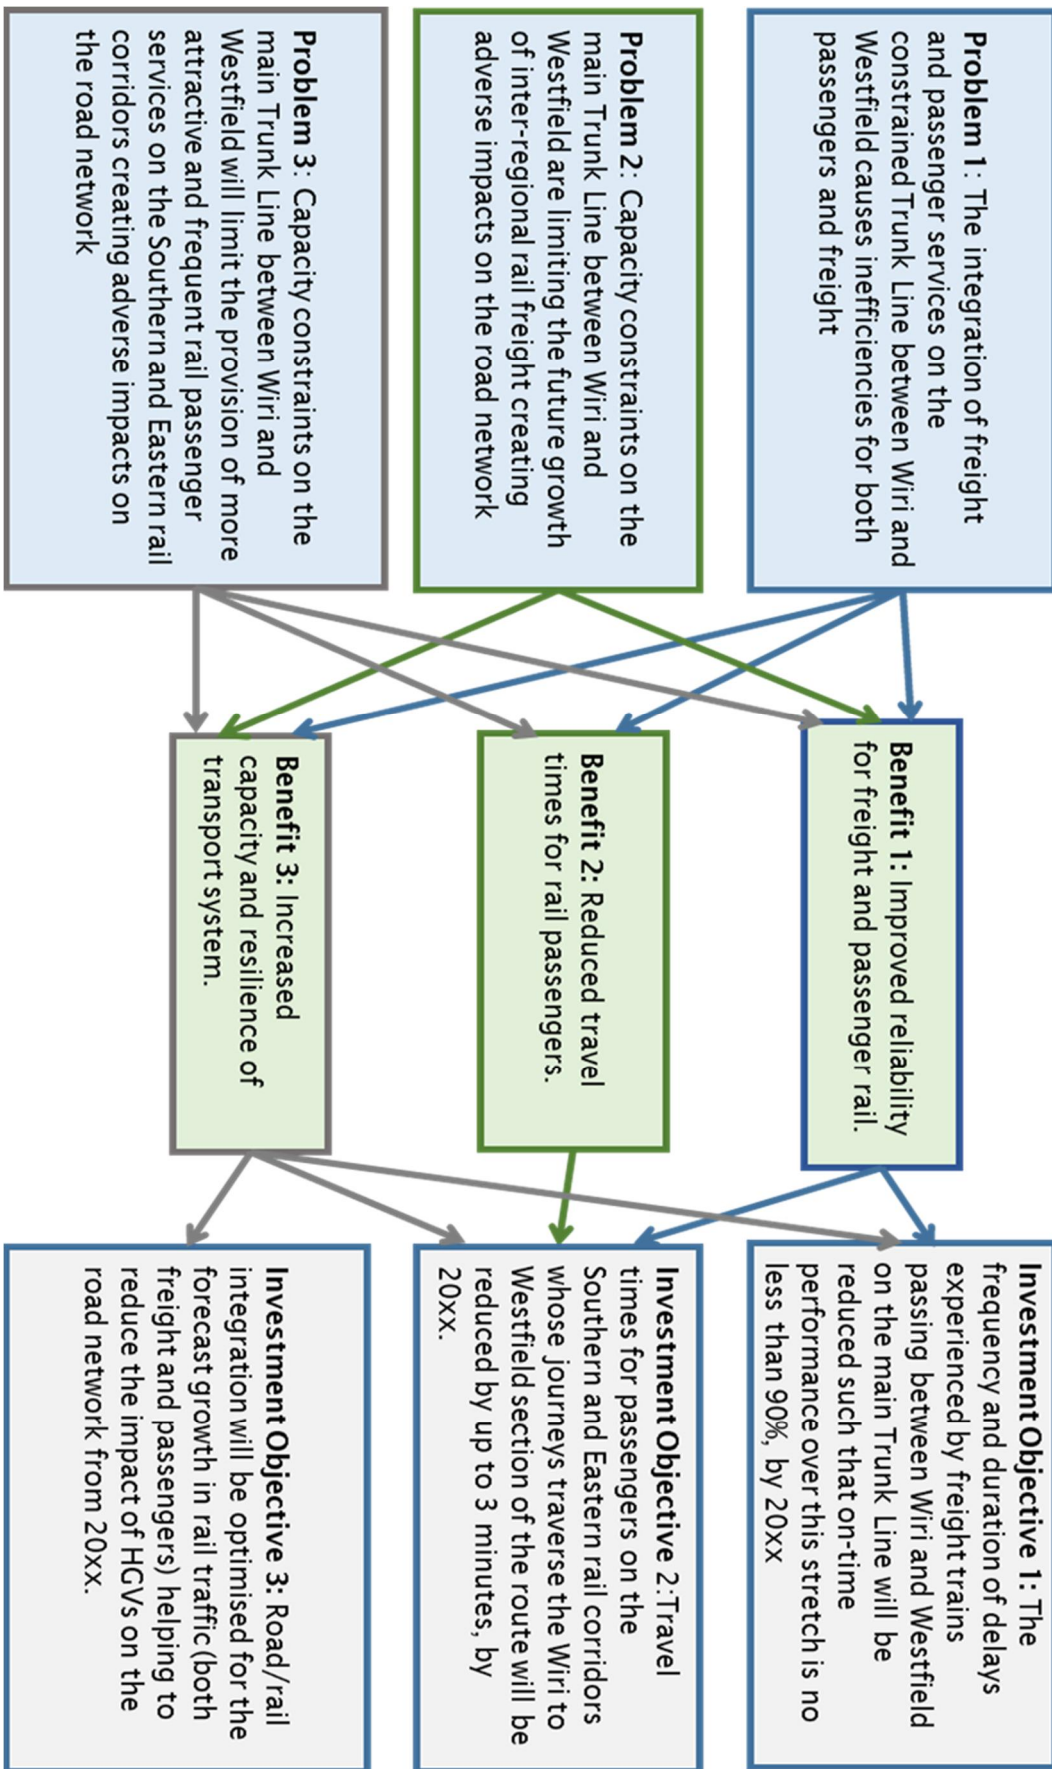 Problem 1: The integration of freight
and passenger services on the
constrained Trunk Line between Wiri and
Westfield causes inefficiencies for both
passengers and freight
Problem 2: Capacity constraints on the
main Trunk Line between Wiri and
Westfield are limiting the future growth
of inter-regional rail freight creating
adverse impacts on the road network
Problem 3: Capacity constraints on the
main Trunk Line between Wiri and
Westfield will limit the provision of more
attractive and frequent rail passenger
services on the Southern and Eastern rail
corridors creating adverse impacts on
the road network
Benefit 1: Improved reliability
for freight and passenger rail.
Benefit 2: Reduced travel
times for rail passengers.
Benefit 3: Increased
capacity and resilience of
transport system.
Investment Objective 1: The
frequency and duration of delays
experienced by freight trains
passing between Wiri and Westfield
on the main Trunk Line will be
reduced such that on-time
performance over this stretch is no
less than 90%, by 20xx
Investment Objective 2:Travel
times for passengers on the
Southern and Eastern rail corridors
whose journeys traverse the Wiri to
Westfield section of the route will be
reduced by up to 3 minutes, by
20xx.
Investment Objective 3: Road/rail
integration will be optimised for the
forecast growth in rail traffic (both
freight and passengers) helping to
reduce the impact of HGVs on the
road network from 20xx.